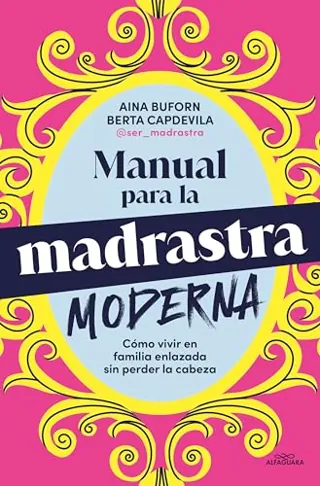 AINA BUFORN
BERTA CAPDEVILA
@ser_madrastra
Manual
para la
madrastra
MODERNA
Cómo vivir en
familia enlazada
sin perder la cabeza
ALFAGUARA